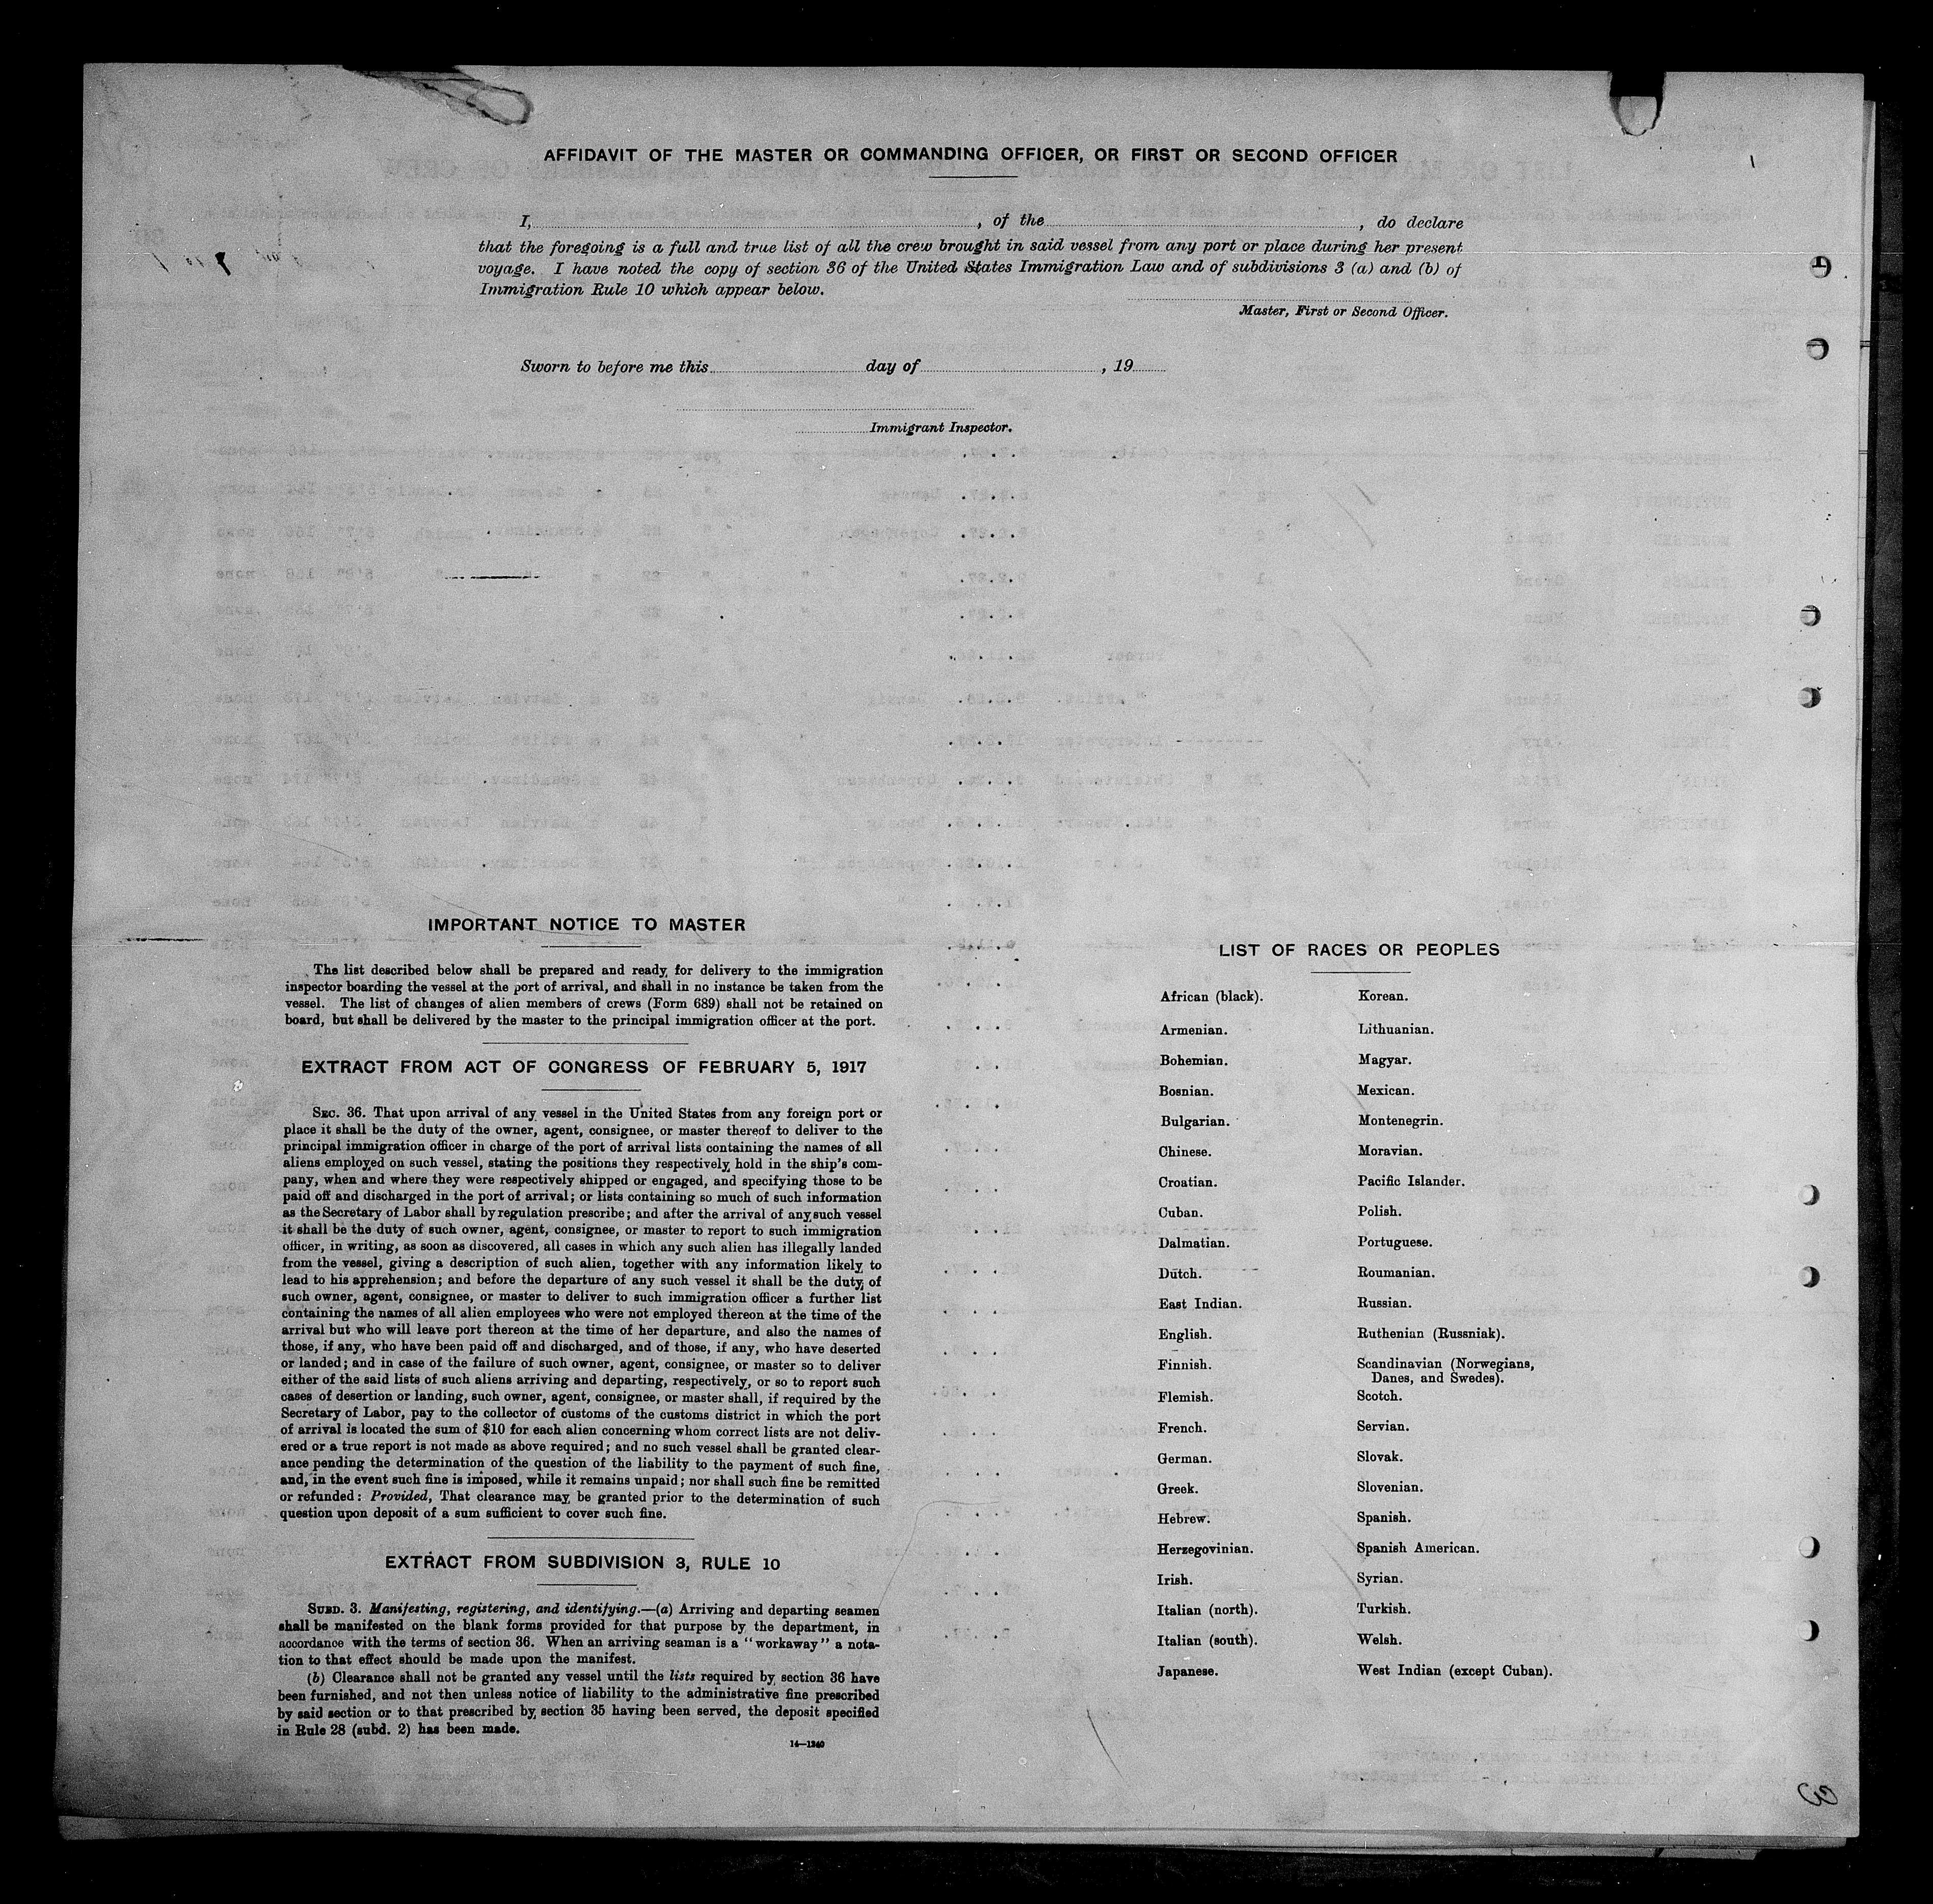 AFFIDAVIT OF THE MASTER OR COMMANDING OFFICER, OR FIRST OR SECOND OFFICER
I, , of the , do declare
that the foregoing is a full and true list of all the crew brought in said vessel from any port or place during her present
voyage. I have noted the copy of section 36 of the United States Immigration Law and of subdivisions 3 (a) and (b) of
Immigration Rule 10 which appear below.
Master, First or Second Officer.
Sworn to before me this day of , 19
Immigrant Inspector.
IMPORTANT NOTICE TO MASTER
The list described below shall be prepared and ready for delivery to the immigration
inspector boarding the vessel at the port of arrival, and shall in no instance be taken from the
vessel. The list of changes of alien members of crews (Form 689) shall not be retained on
board, but shall be delivered by the master to the principal immigration officer at the port.
EXTRACT FROM ACT OF CONGRESS OF FEBRUARY 5, 1917
SEC. 36. That upon arrival of any vessel in the United States from any foreign port or
place it shall be the duty of the owner, agent, consignee, or master thereof to deliver to the
principal immigration officer in charge of the port of arrival lists containing the names of all
aliens employed on such vessel, stating the positions they respectively hold in the ship's com-
pany, when and where they were respectively shipped or engaged, and specifying those to be
paid off and discharged in the port of arrival; or lists containing so much of such information
as the Secretary of Labor shall by regulation prescribe; and after the arrival of any such vessel
it shall be the duty of such owner, agent, consignee, or master to report to such immigration
officer, in writing, as soon as discovered, all cases in which any such alien has illegally landed
from the vessel, giving a description of such alien, together with any information likely to
lead to his apprehension; and before the departure of any such vessel it shall be the duty of
such owner, agent, consignee, or master to deliver to such immigration officer a further list
containing the names of all alien employees who were not employed thereon at the time of the
arrival but who will leave port thereon at the time of her departure, and also the names of
those, if any, who have been paid off and discharged, and of those, if any, who have deserted
or landed; and in case of the failure of such owner, agent, consignee, or master so to deliver
either of the said lists of such aliens arriving and departing, respectively, or so to report such
cases of desertion or landing, such owner, agent, consignee, or master shall, if required by the
Secretary of Labor, pay to the collector of customs of the customs district in which the port
of arrival is located the sum of $10 for each alien concerning whom correct lists are not deliv-
ered or a true report is not made as above required; and no such vessel shall be granted clear-
ance pending the determination of the question of the liability to the payment of such fine,
and, in the event such fine is imposed, while it remains unpaid; nor shall such fine be remitted
or refunded: Provided, That clearance may be granted prior to the determination of such
question upon deposit of a sum sufficient to cover such fine.
EXTRACT FROM SUBDIVISION 3, RULE 10
SUBD. 3. Manifesting, registering, and identifying.—(a) Arriving and departing seamen
shall be manifested on the blank forms provided for that purpose by the department, in
accordance with the terms of section 36. When an arriving seaman is a "workaway" a nota-
tion to that effect should be made upon the manifest.
(b) Clearance shall not be granted any vessel until the lists required by section 36 have
been furnished, and not then unless notice of liability to the administrative fine prescribed
by said section or to that prescribed by section 35 having been served, the deposit specified
in Rule 28 (subd. 2) has been made.
14—1240
LIST OF RACES OR PEOPLES
African (black).
Armenian.
Bohemian.
Bosnian.
Bulgarian.
Chinese.
Croatian.
Cuban.
Dalmatian.
Dutch.
East Indian.
English.
Finnish.
Flemish.
French.
German.
Greek.
Hebrew.
Herzegovinian.
Irish.
Italian (north).
Italian (south).
Japanese.
Korean.
Lithuanian.
Magyar.
Mexican.
Montenegrin.
Moravian.
Pacific Islander.
Polish.
Portuguese.
Roumanian.
Russian.
Ruthenian (Russniak).
Scandinavian (Norwegians,
Danes, and Swedes).
Scotch.
Servian.
Slovak.
Slovenian.
Spanish.
Spanish American.
Syrian.
Turkish.
Welsh.
West Indian (except Cuban).